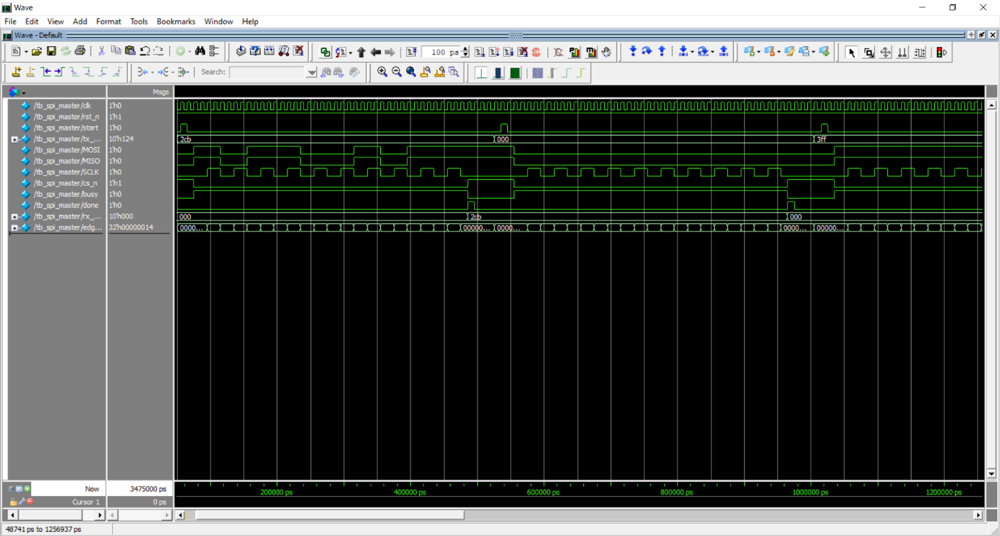 Wave
File Edit View Add Format Tools Bookmarks Window Help
Wave - Default
100 ps
Search:
Msgs
/tb_spi_master/clk 1'h0
/tb_spi_master/rst_n 1'h1
/tb_spi_master/start 1'h0
/tb_spi_master/tx_... 10'h124 2cb 000 3ff
/tb_spi_master/MOSI 1'h0
/tb_spi_master/MISO 1'h0
/tb_spi_master/SCLK 1'h0
/tb_spi_master/cs_n 1'h1
/tb_spi_master/busy 1'h0
/tb_spi_master/done 1'h0
/tb_spi_master/rx_... 10'h000 000 2cb 000
/tb_spi_master/edg... 32'h00000014 0000... 00000... 0000... 0000... 00000...
Now 3475000 ps 200000 ps 400000 ps 600000 ps 800000 ps 1000000 ps 1200000 ps
Cursor 1 0 ps
48741 ps to 1256937 ps